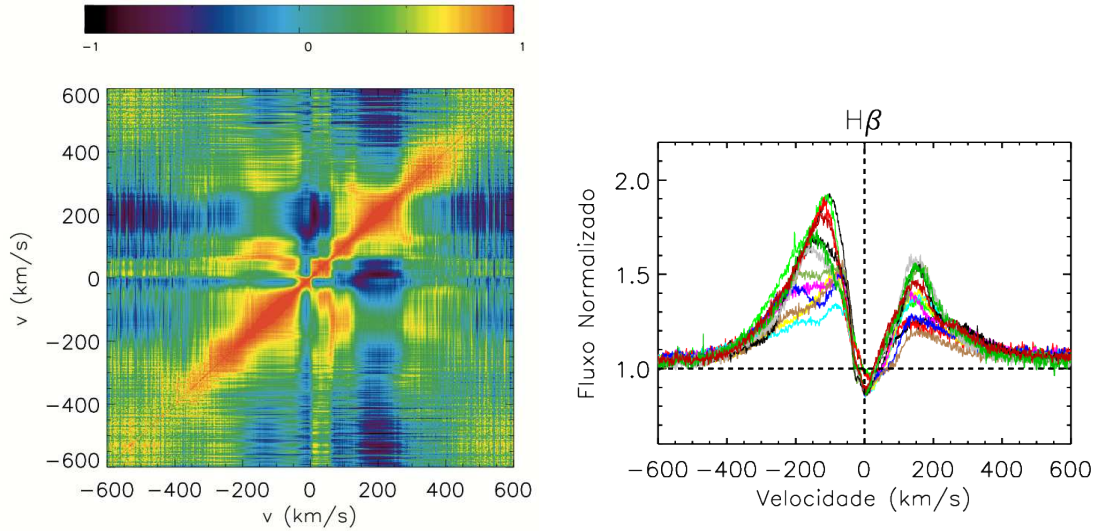 −1 0 1
600
400
200
0
−200
−400
−600
v (km/s)
−600 −400 −200 0 200 400 600
v (km/s)
Hβ
2.0
1.5
1.0
Fluxo Normalizado
−600 −400 −200 0 200 400 600
Velocidade (km/s)